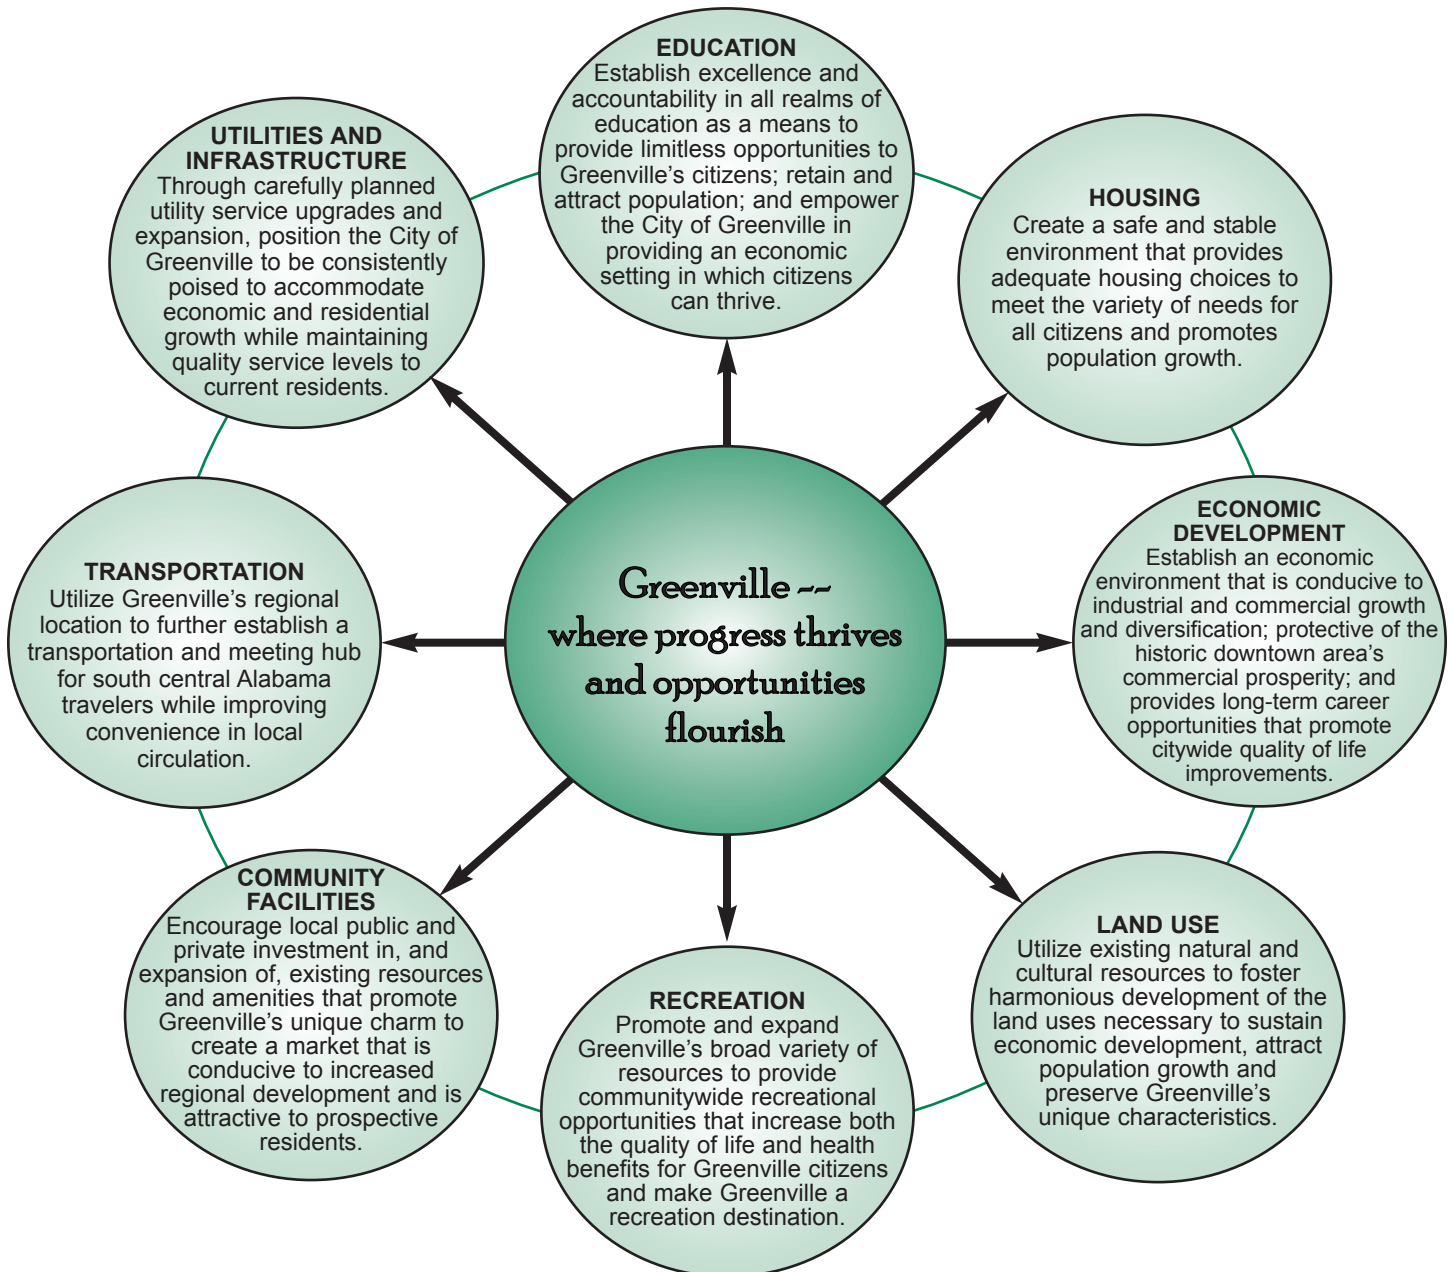 EDUCATION
Establish excellence and
accountability in all realms of
education as a means to
provide limitless opportunities to
Greenville’s citizens; retain and
attract population; and empower
the City of Greenville in
providing an economic
setting in which citizens
can thrive.
UTILITIES AND
INFRASTRUCTURE
Through carefully planned
utility service upgrades and
expansion, position the City of
Greenville to be consistently
poised to accommodate
economic and residential
growth while maintaining
quality service levels to
current residents.
HOUSING
Create a safe and stable
environment that provides
adequate housing choices to
meet the variety of needs for
all citizens and promotes
population growth.
TRANSPORTATION
Utilize Greenville’s regional
location to further establish a
transportation and meeting hub
for south central Alabama
travelers while improving
convenience in local
circulation.
Greenville --
where progress thrives
and opportunities
flourish
ECONOMIC
DEVELOPMENT
Establish an economic
environment that is conducive to
industrial and commercial growth
and diversification; protective of the
historic downtown area’s
commercial prosperity; and
provides long-term career
opportunities that promote
citywide quality of life
improvements.
COMMUNITY
FACILITIES
Encourage local public and
private investment in, and
expansion of, existing resources
and amenities that promote
Greenville’s unique charm to
create a market that is
conducive to increased
regional development and is
attractive to prospective
residents.
RECREATION
Promote and expand
Greenville’s broad variety of
resources to provide
communitywide recreational
opportunities that increase both
the quality of life and health
benefits for Greenville citizens
and make Greenville a
recreation destination.
LAND USE
Utilize existing natural and
cultural resources to foster
harmonious development of the
land uses necessary to sustain
economic development, attract
population growth and
preserve Greenville’s
unique characteristics.